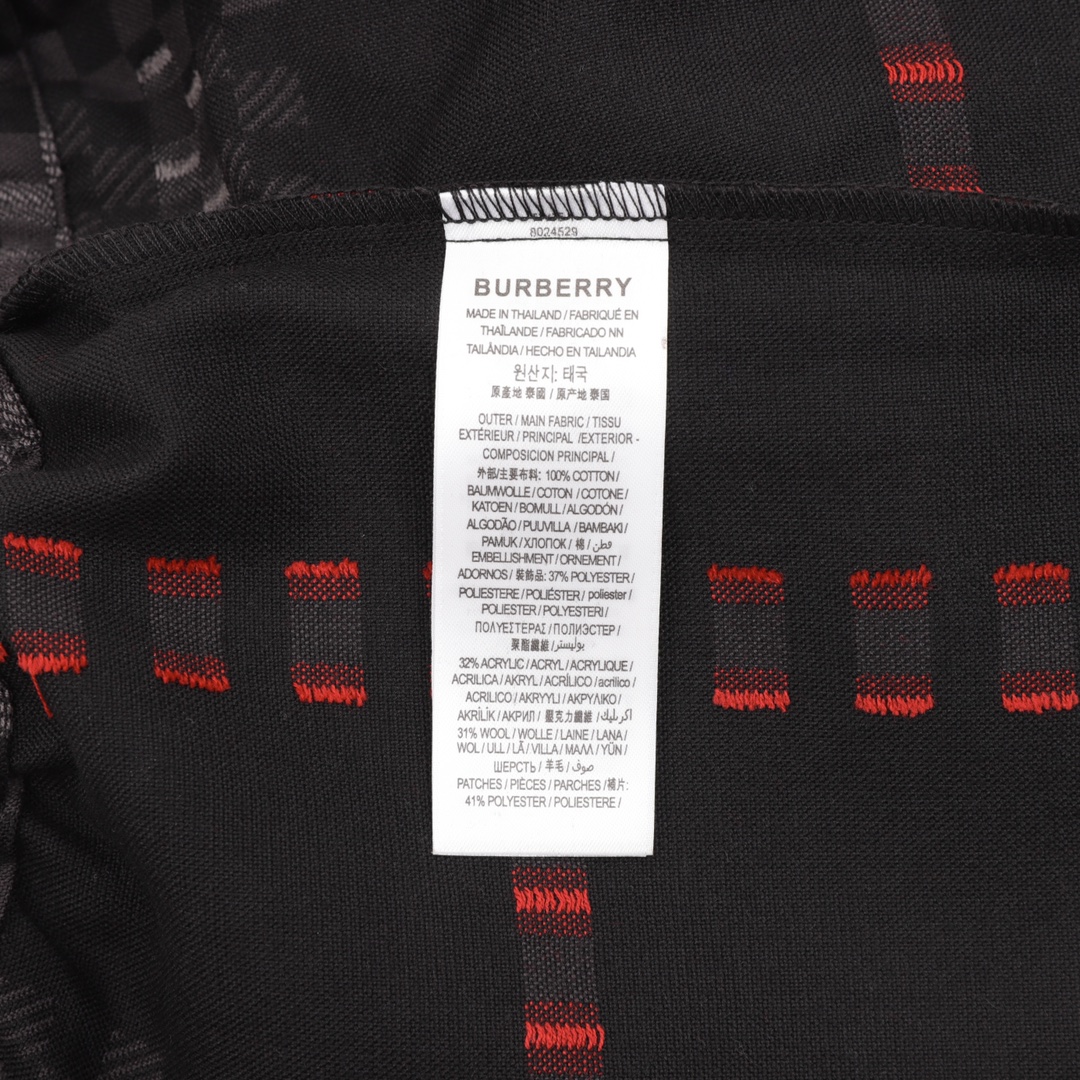 8024529
BURBERRY
MADE IN THAILAND / FABRIQUÉ EN
THAÏLANDE / FABRICADO NN
TAILÂNDIA / HECHO EN TAILANDIA
원산지: 태국
原產地 泰國 / 原产地 泰国
OUTER / MAIN FABRIC / TISSU
EXTÉRIEUR / PRINCIPAL /EXTERIOR -
COMPOSICION PRINCIPAL /
外部/主要布料: 100% COTTON /
BAUMWOLLE / COTON / COTONE /
KATOEN / BOMULL / ALGODÓN /
ALGODÃO / PUUVILLA / BAMBAKI /
PAMUK / ХЛОПОК / 棉 / قطن /
EMBELLISHMENT / ORNEMENT /
ADORNOS / 裝飾品: 37% POLYESTER /
POLIESTERE / POLIÉSTER / poliester /
POLIESTER / POLYESTERI /
ΠΟΛΥΕΣΤΕΡΑΣ / ПОЛИЭСТЕР /
聚酯纖維 / بوليستر /
32% ACRYLIC / ACRYL / ACRYLIQUE /
ACRILICA / AKRYL / ACRÍLICO / acrilico /
ACRILICO / AKRYYLI / ΑΚΡΥΛΙΚΟ /
AKRİLİK / АКРИЛ / 壓克力纖維 / اكريليك /
31% WOOL / WOLLE / LAINE / LANA /
WOL / ULL / LÃ / VILLA / ΜΑΛΛ / YÜN /
ШЕРСТЬ / 羊毛 / صوف /
PATCHES / PIÈCES / PARCHES /補片:
41% POLYESTER / POLIESTERE /